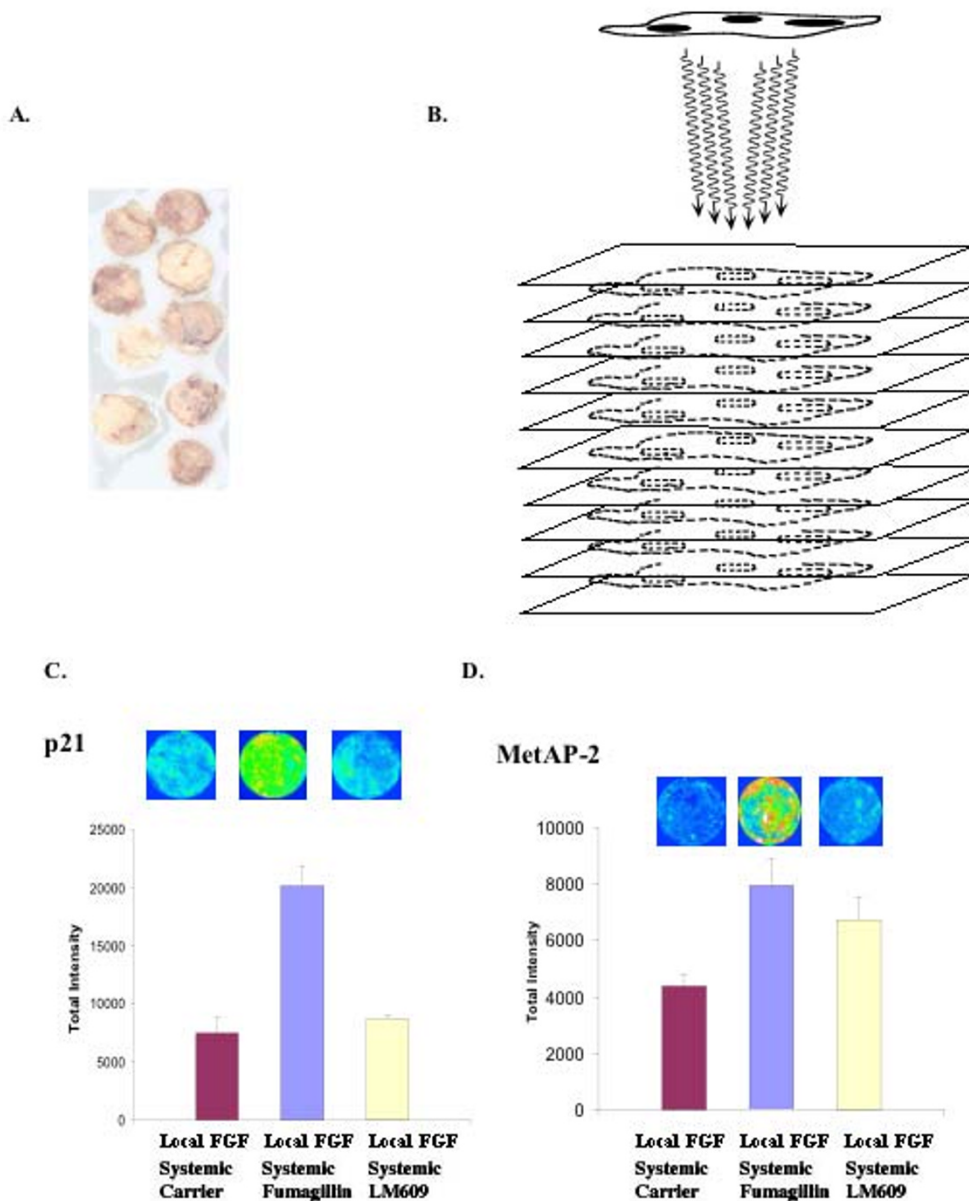 A.
B.
C.
p21
25000
20000
15000
10000
5000
0
Total Intensity
Local FGF Local FGF Local FGF
Systemic Systemic Systemic
Carrier Fumagillin LM609
D.
MetAP-2
10000
8000
6000
4000
2000
0
Total Intensity
Local FGF Local FGF Local FGF
Systemic Systemic Systemic
Carrier Fumagillin LM609